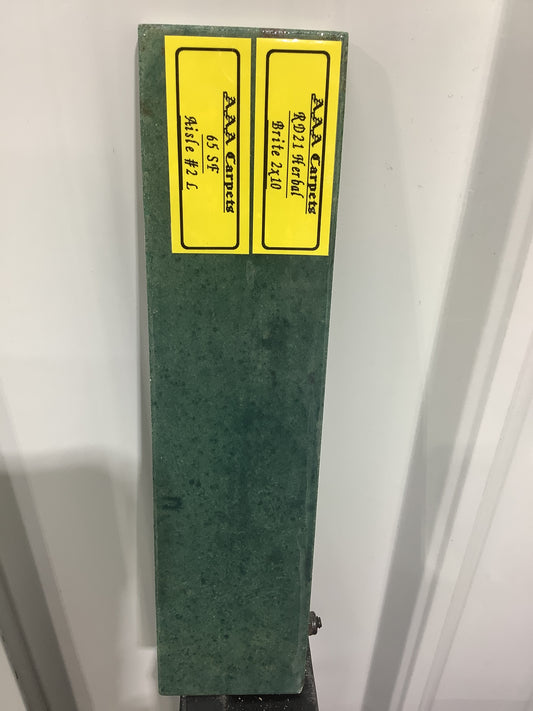 AAA Carpets
RD21 Herbal
Brite 2x10
AAA Carpets
65 SF
Aisle #2 L